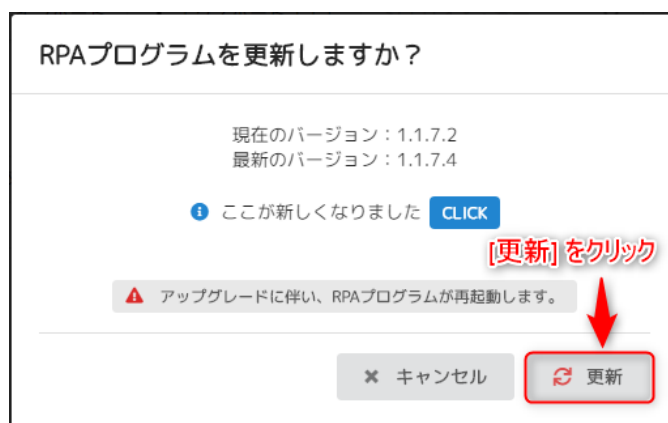 RPAプログラムを更新しますか？
現在のバージョン：1.1.7.2
最新のバージョン：1.1.7.4
ここが新しくなりました CLICK
[更新] をクリック
アップグレードに伴い、RPAプログラムが再起動します。
キャンセル 更新